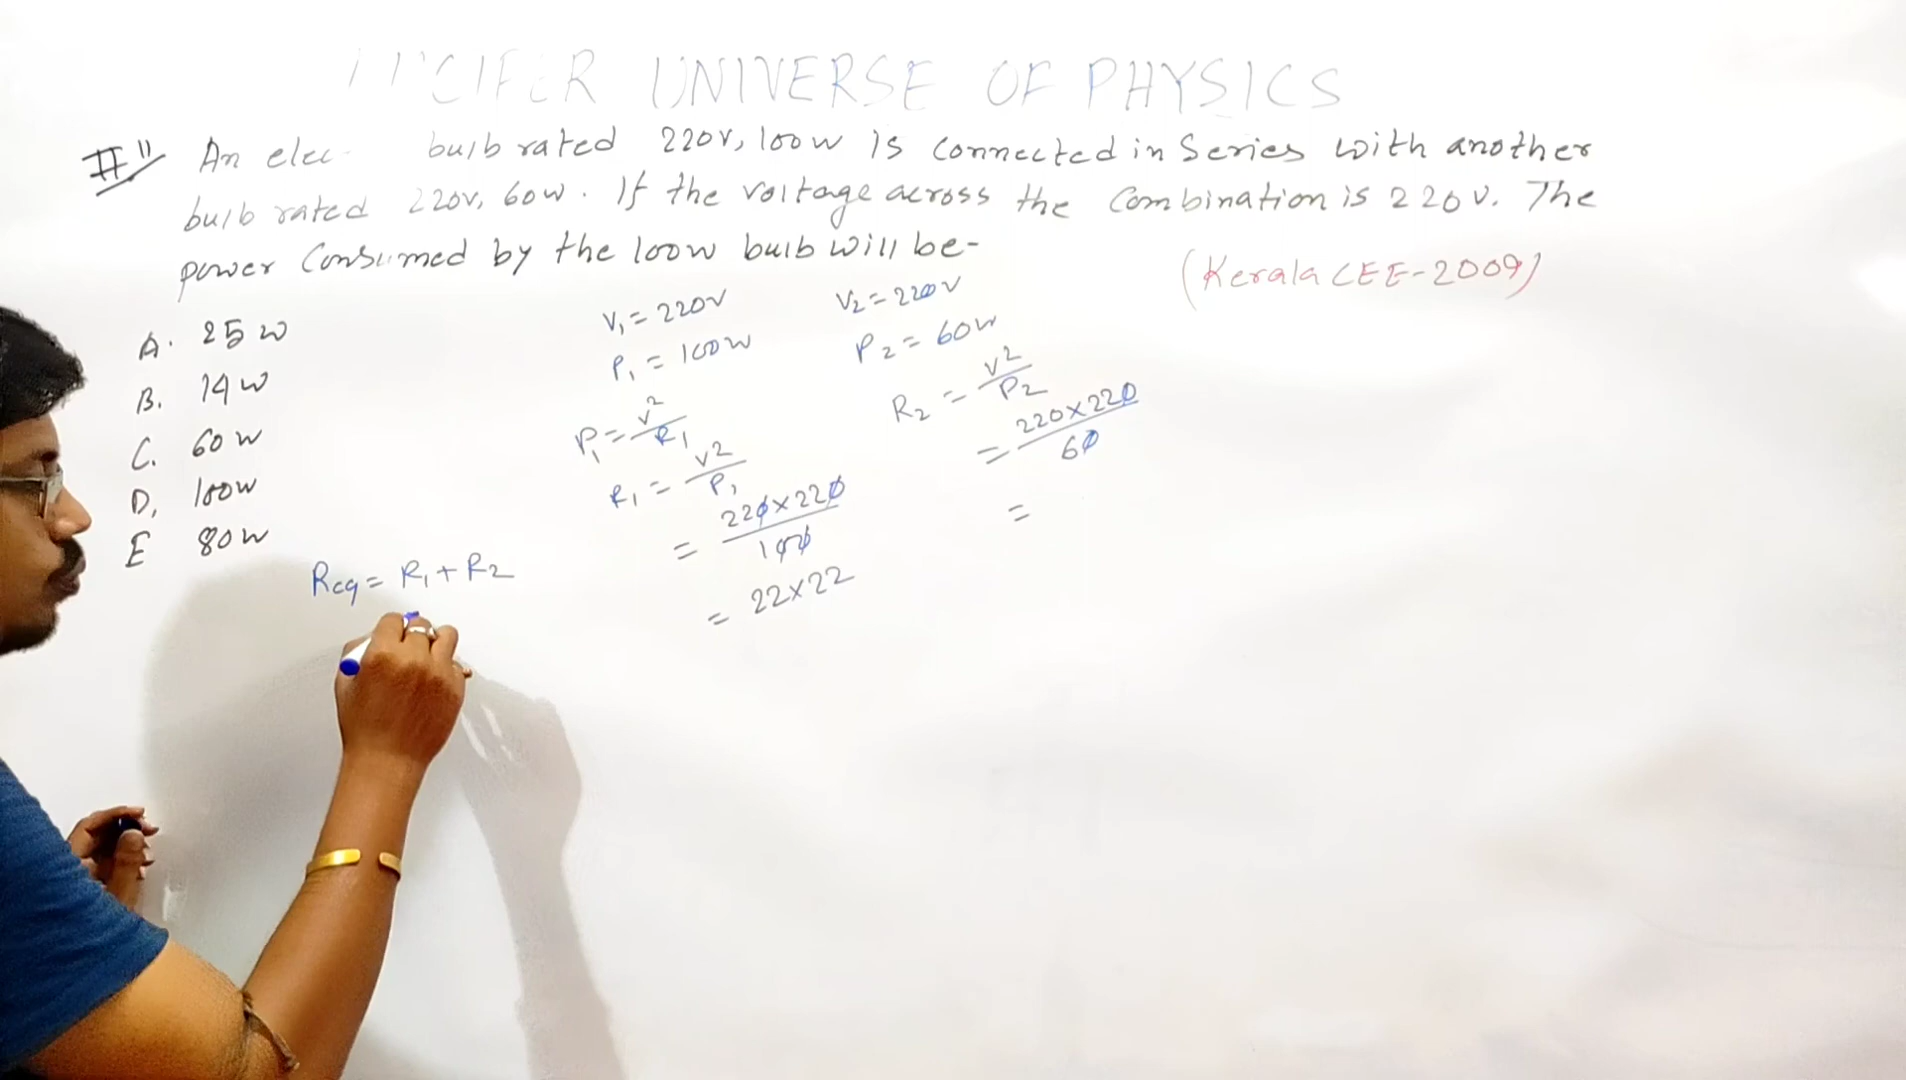 LUCIFER UNIVERSE OF PHYSICS
#" An elec bulb rated 220V, 100W is connected in Series with another
bulb rated 220V, 60W. If the voltage across the Combination is 220V. The
power Consumed by the 100W bulb will be-
(Kerala CEE-2009)
A. 25W
B. 14W
C. 60W
D, 100W
E 80W
Req = R1 + R2
V1 = 220V
P1 = 100W
P1 = V²/R1
R1 = V²/P1
= 220×220/100
= 22×22
V2 = 220V
P2 = 60W
R2 = V²/P2
= 220×220/60
=